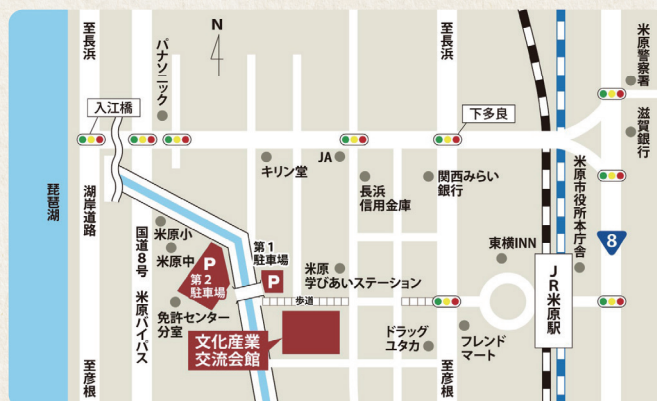 至長浜
パナソニック
N
至長浜
米原警察署
入江橋
下多良
滋賀銀行
キリン堂
JA
長浜
信用金庫
関西みらい
銀行
米原市役所本庁舎
琵琶湖
湖岸道路
国道8号 米原バイパス
米原小
米原中
P
第2
駐車場
第1
駐車場
P
米原
学びあいステーション
東横INN
8
JR米原駅
歩道
免許センター
分室
文化産業
交流会館
ドラッグ
ユタカ
フレンド
マート
至彦根
至彦根